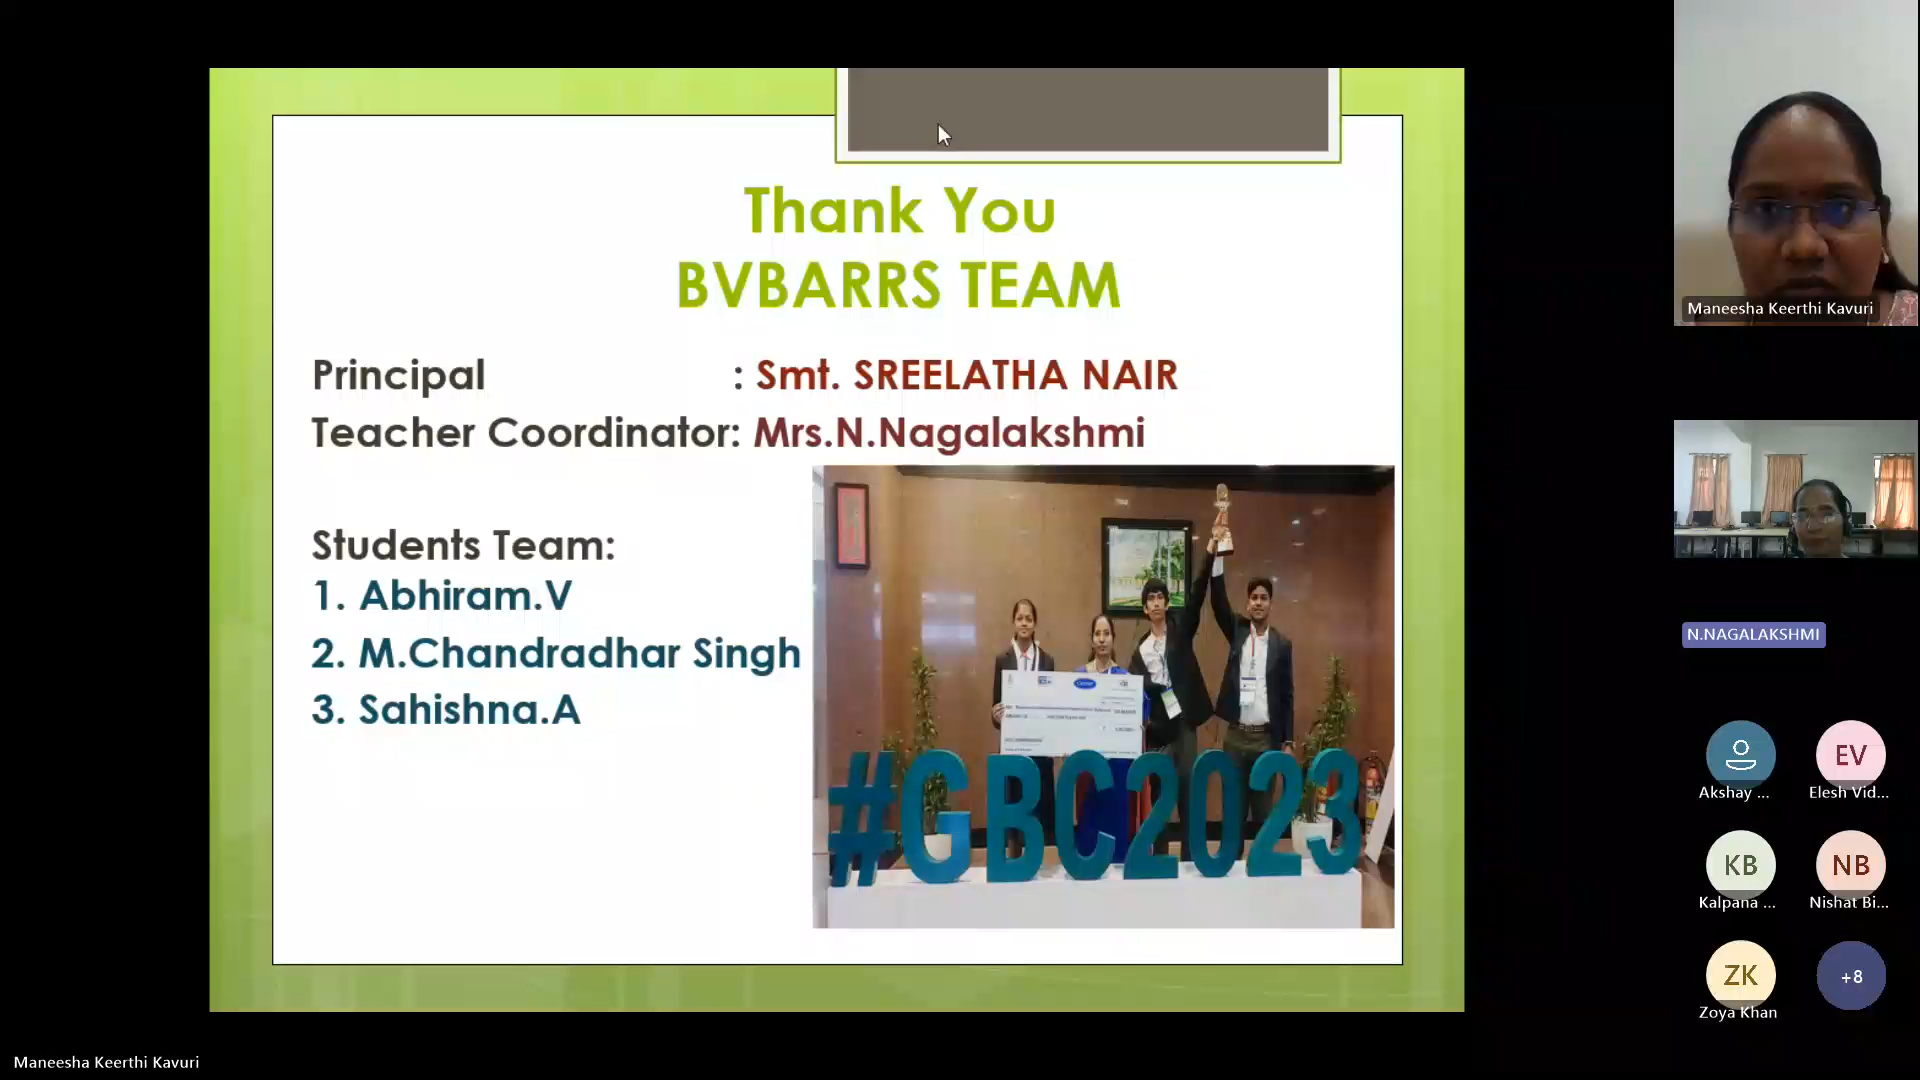 Thank You
BVBARRS TEAM
Principal : Smt. SREELATHA NAIR
Teacher Coordinator: Mrs.N.Nagalakshmi
Students Team:
1. Abhiram.V
2. M.Chandradhar Singh
3. Sahishna.A
#GBC2023
Maneesha Keerthi Kavuri
N.NAGALAKSHMI
Akshay ...
EV
Elesh Vid...
KB
Kalpana ...
NB
Nishat Bi...
ZK
Zoya Khan
+8
Maneesha Keerthi Kavuri